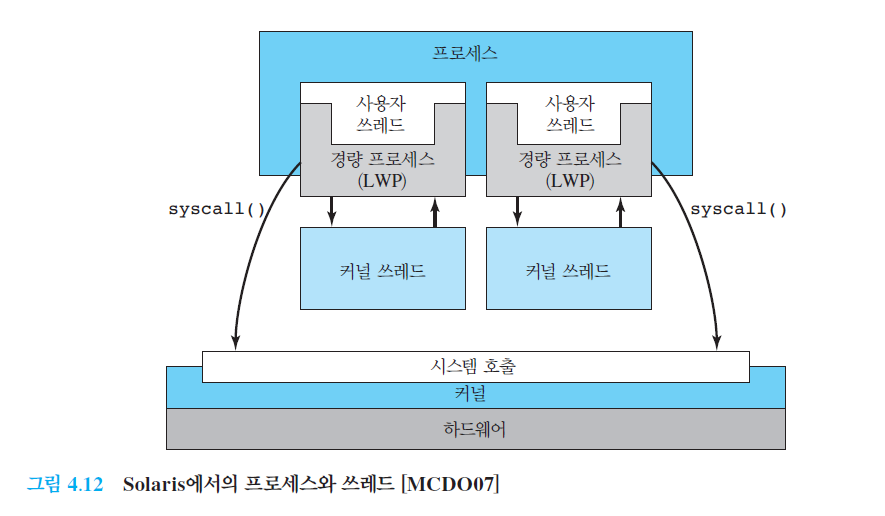 프로세스
사용자
쓰레드
사용자
쓰레드
경량 프로세스
(LWP)
경량 프로세스
(LWP)
syscall()
syscall()
커널 쓰레드
커널 쓰레드
시스템 호출
커널
하드웨어
그림 4.12 Solaris에서의 프로세스와 쓰레드 [MCDO07]